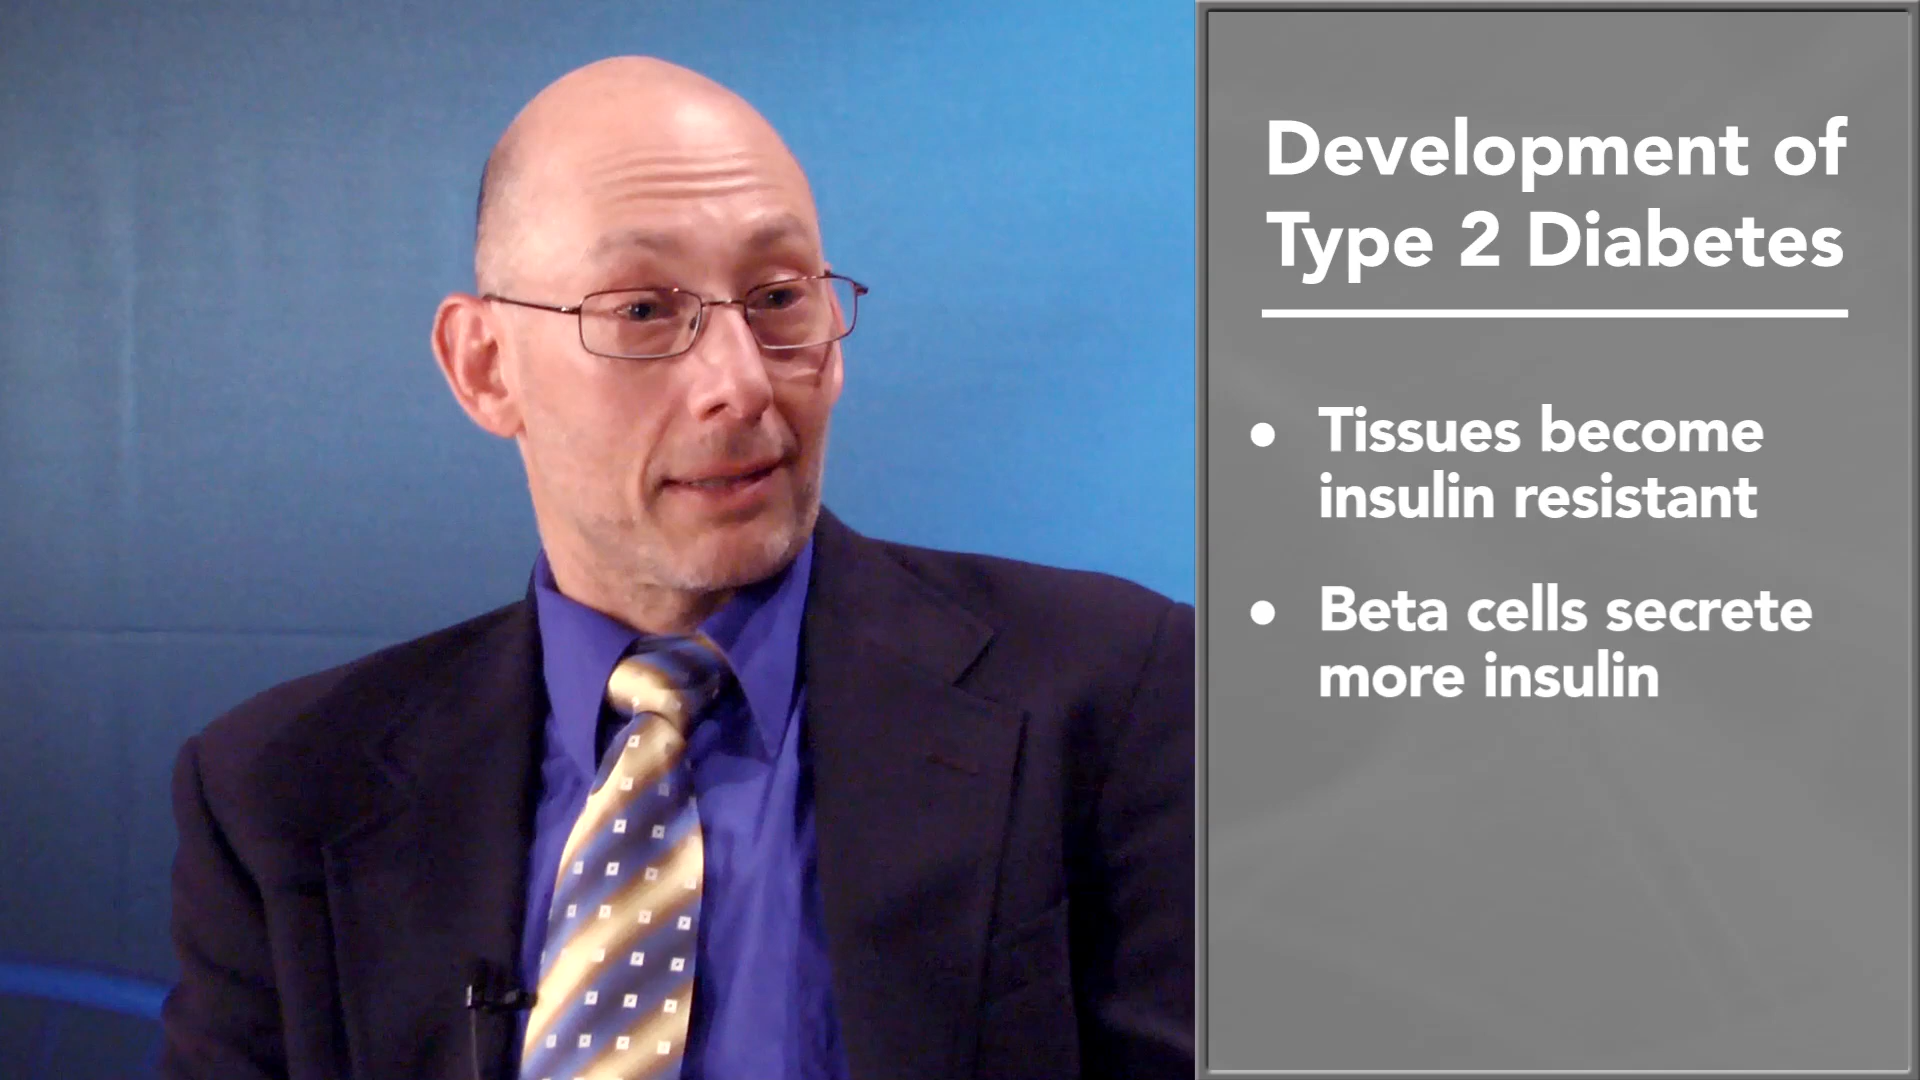 Development of
Type 2 Diabetes
• Tissues become
insulin resistant
• Beta cells secrete
more insulin